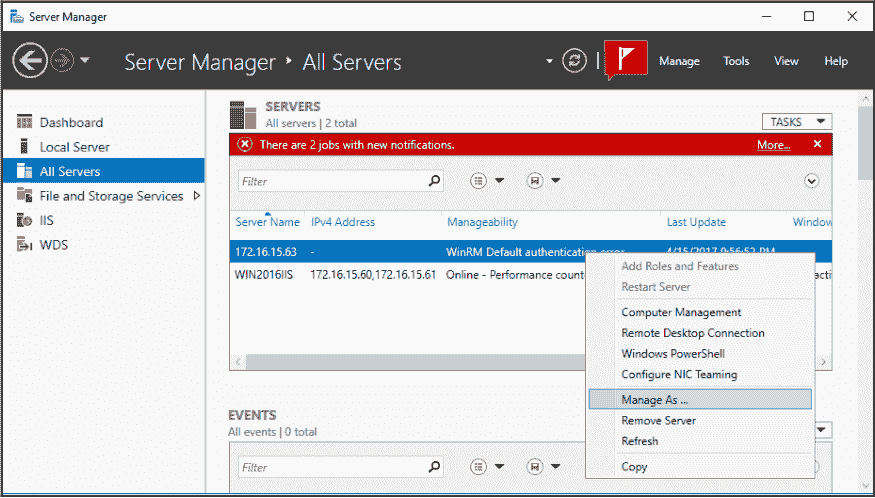 Server Manager
Server Manager ‣ All Servers
Manage Tools View Help
Dashboard
Local Server
All Servers
File and Storage Services
IIS
WDS
SERVERS
All servers | 2 total
TASKS
There are 2 jobs with new notifications. More...
Filter
Server Name IPv4 Address Manageability Last Update Window
172.16.15.63 - WinRM Default authentication error 4/15/2017 9:56:52 PM
WIN2016IIS 172.16.15.60,172.16.15.61 Online - Performance count
Add Roles and Features
Restart Server
Computer Management
Remote Desktop Connection
Windows PowerShell
Configure NIC Teaming
Manage As ...
Remove Server
Refresh
Copy
EVENTS
All events | 0 total
Filter